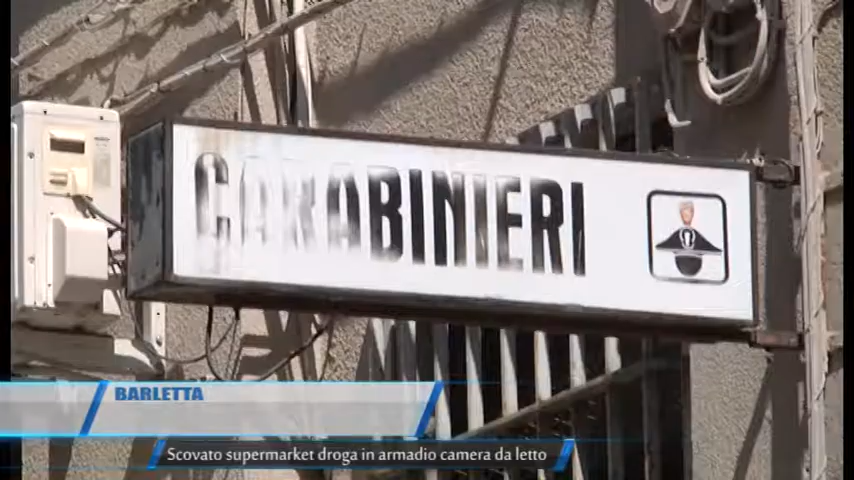 CARABINIERI
BARLETTA
Scovato supermarket droga in armadio camera da letto